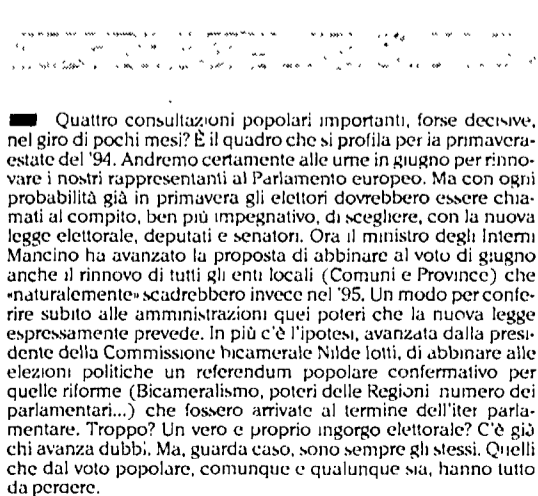 Quattro consultazioni popolari importanti, forse decisive,
nel giro di pochi mesi? È il quadro che si profila per la primavera-
estate del '94. Andremo certamente alle urne in giugno per rinno-
vare i nostri rappresentanti al Parlamento europeo. Ma con ogni
probabilità già in primavera gli elettori dovrebbero essere chia-
mati al compito, ben più impegnativo, di scegliere, con la nuova
legge elettorale, deputati e senatori. Ora il ministro degli Interni
Mancino ha avanzato la proposta di abbinare al voto di giugno
anche il rinnovo di tutti gli enti locali (Comuni e Province) che
«naturalemente» scadrebbero invece nel '95. Un modo per confe-
rire subito alle amministrazioni quei poteri che la nuova legge
espressamente prevede. In più c'è l'ipotesi, avanzata dalla presi-
dente della Commissione bicamerale Nilde Iotti, di abbinare alle
elezioni politiche un referendum popolare confermativo per
quelle riforme (Bicameralismo, poteri delle Regioni numero dei
parlamentari...) che fossero arrivate al termine dell'iter parla-
mentare. Troppo? Un vero e proprio ingorgo elettorale? C'è già
chi avanza dubbi. Ma, guarda caso, sono sempre gli stessi. Quelli
che dal voto popolare, comunque e qualunque sia, hanno tutto
da perdere.